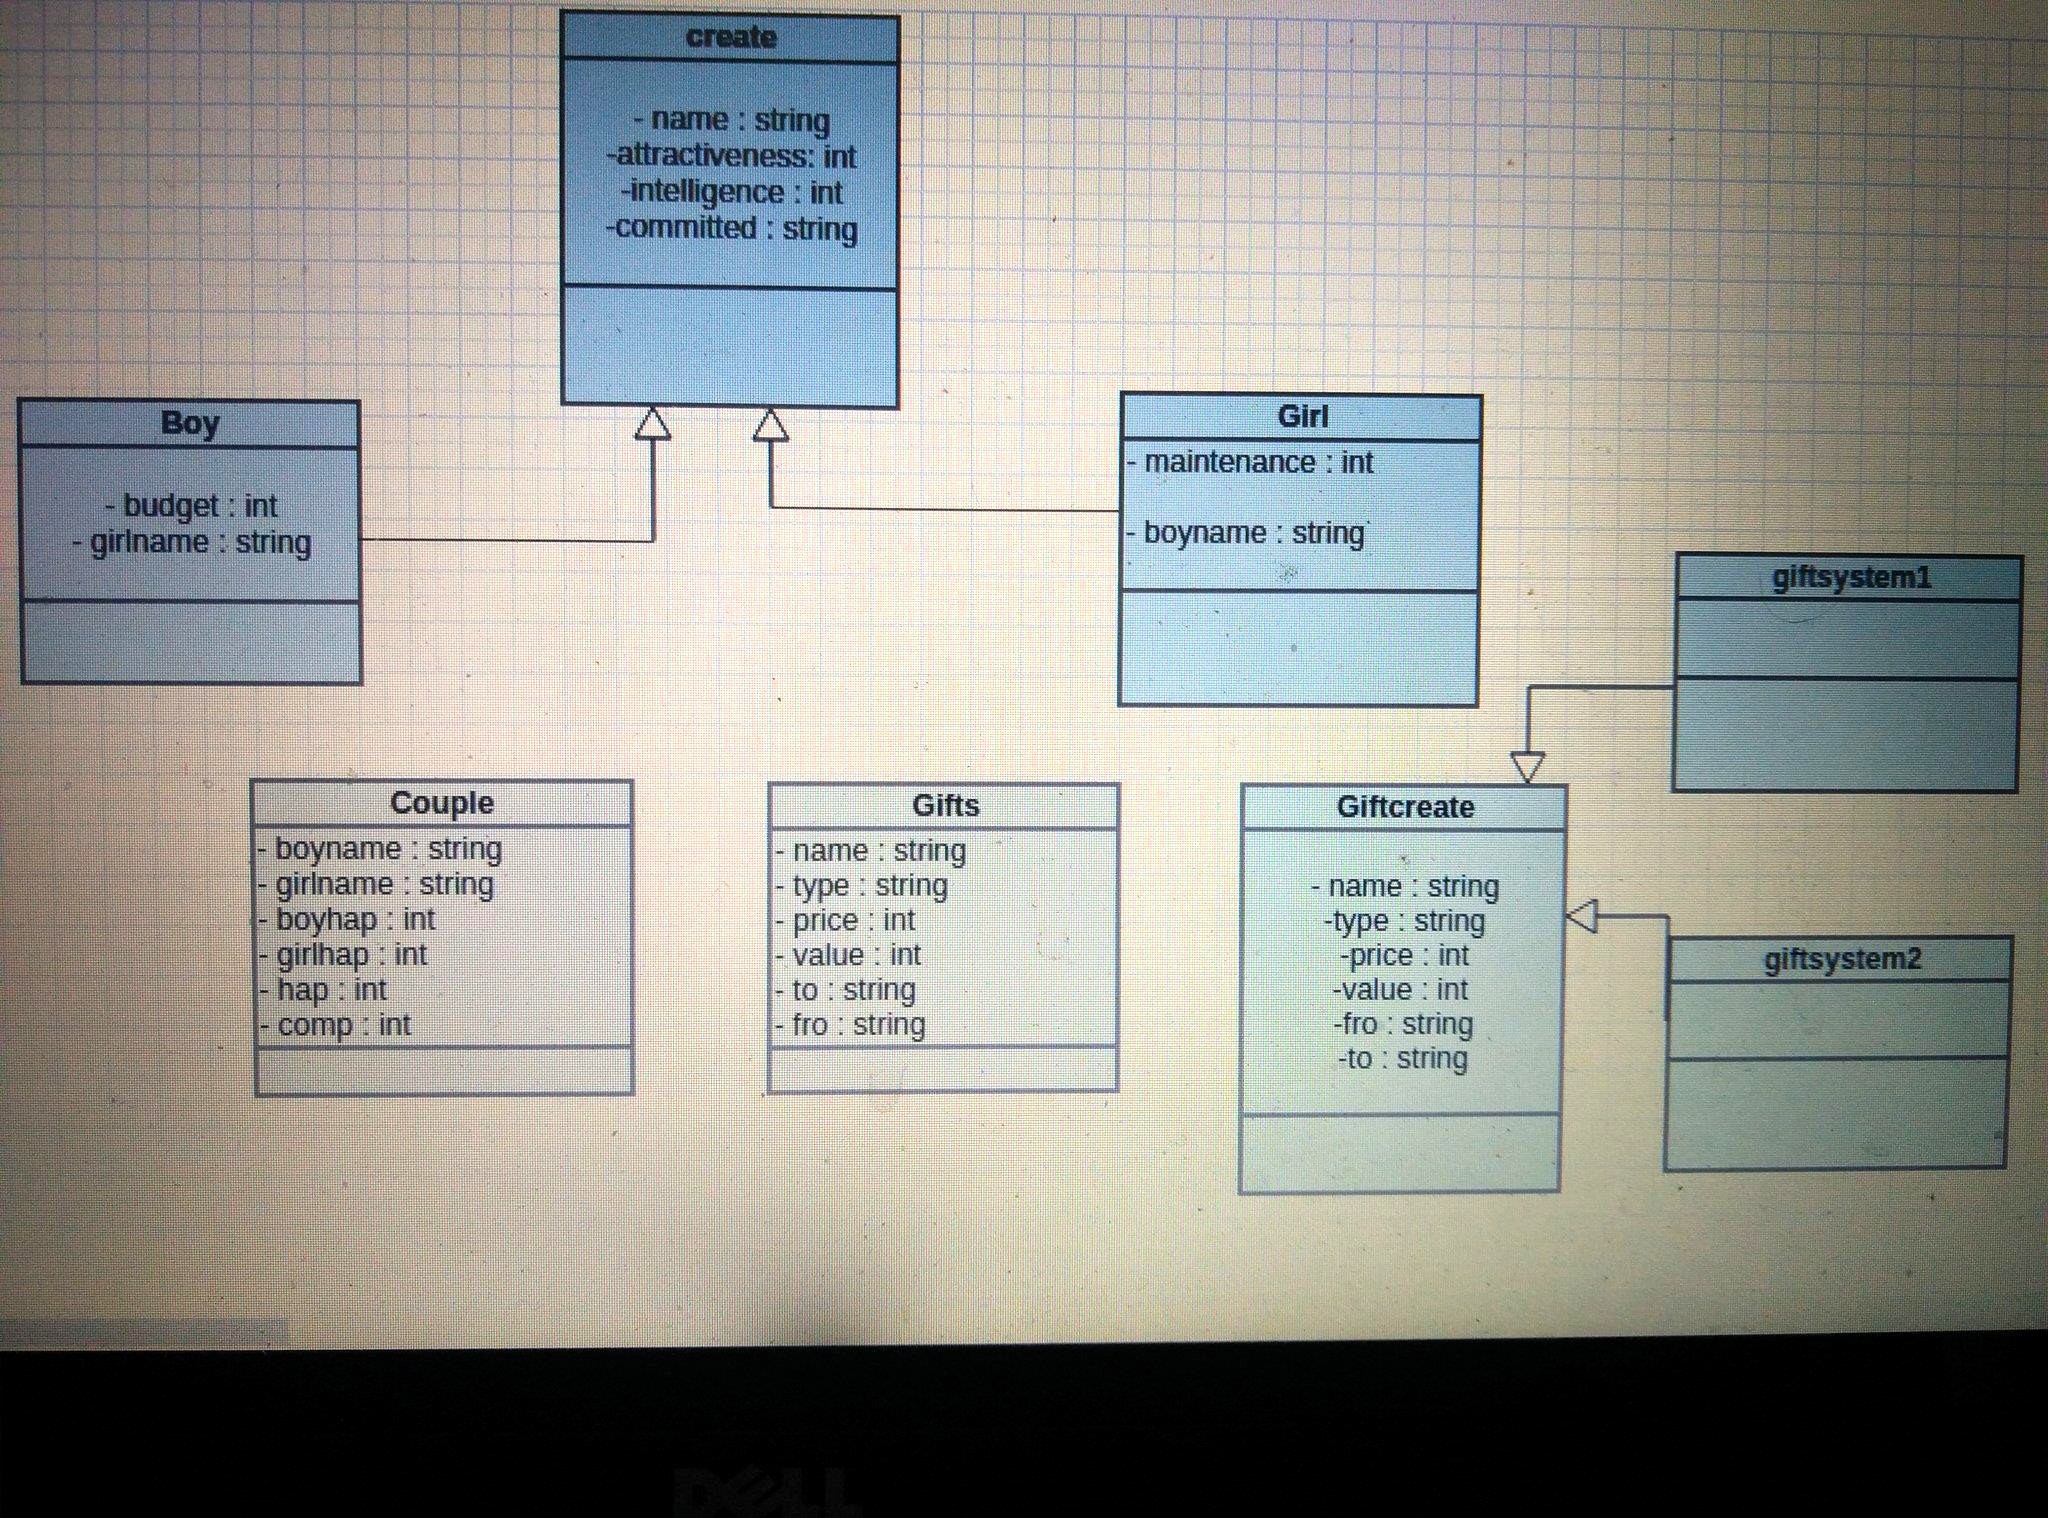 create
- name : string
-attractiveness: int
-intelligence : int
-committed : string
Boy
- budget : int
- girlname : string
Girl
- maintenance : int
- boyname : string
giftsystem1
Couple
- boyname : string
- girlname : string
- boyhap : int
- girlhap : int
- hap : int
- comp : int
Gifts
- name : string
- type : string
- price : int
- value : int
- to : string
- fro : string
Giftcreate
- name : string
-type : string
-price : int
-value : int
-fro : string
-to : string
giftsystem2
DELL